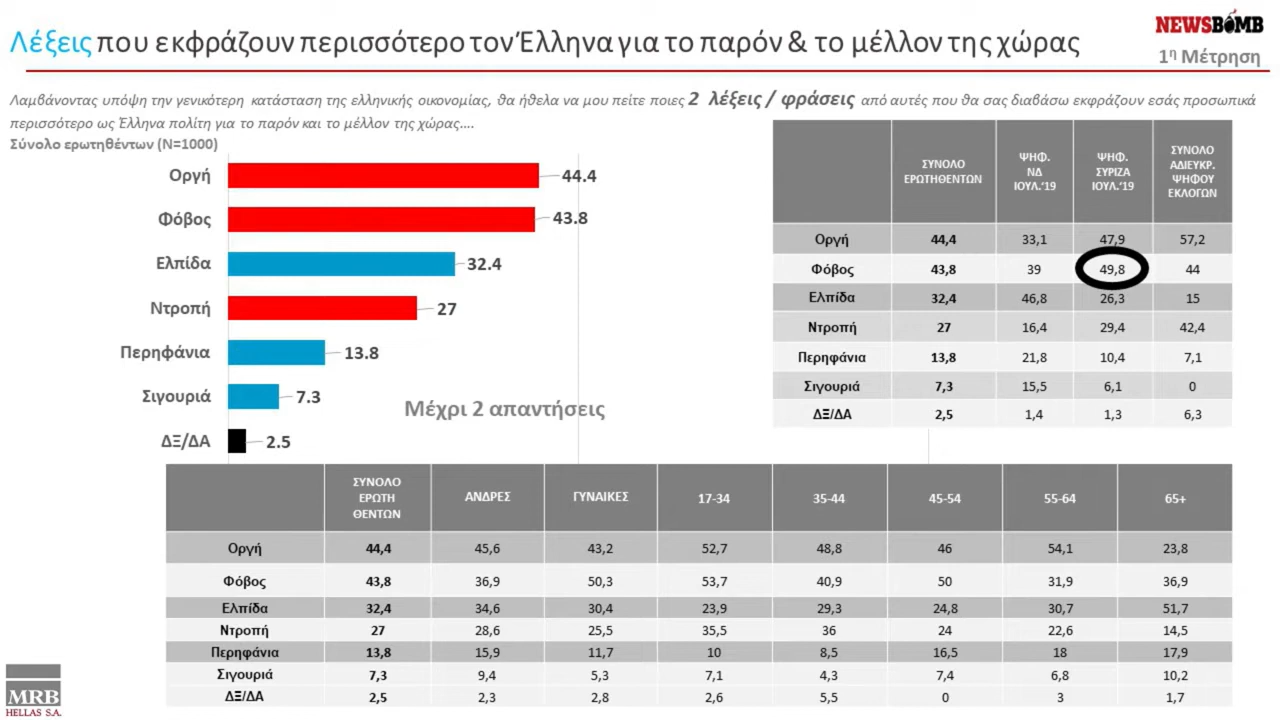 Λέξεις που εκφράζουν περισσότερο τον Έλληνα για το παρόν & το μέλλον της χώρας
NEWSBOMB
1η Μέτρηση
Λαμβάνοντας υπόψη την γενικότερη κατάσταση της ελληνικής οικονομίας, θα ήθελα να μου πείτε ποιες 2 λέξεις / φράσεις από αυτές που θα σας διαβάσω εκφράζουν εσάς προσωπικά
περισσότερο ως Έλληνα πολίτη για το παρόν και το μέλλον της χώρας....
Σύνολο ερωτηθέντων (N=1000)
Οργή 44.4
Φόβος 43.8
Ελπίδα 32.4
Ντροπή 27
Περηφάνια 13.8
Σιγουριά 7.3
ΔΞ/ΔΑ 2.5
Μέχρι 2 απαντήσεις
ΣΥΝΟΛΟ ΕΡΩΤΗΘΕΝΤΩΝ ΨΗΦ. ΝΔ ΙΟΥΛ.'19 ΨΗΦ. ΣΥΡΙΖΑ ΙΟΥΛ.'19 ΣΥΝΟΛΟ ΑΔΙΕΥΚΡ. ΨΗΦΟΥ ΕΚΛΟΓΩΝ
Οργή 44,4 33,1 47,9 57,2
Φόβος 43,8 39 49,8 44
Ελπίδα 32,4 46,8 26,3 15
Ντροπή 27 16,4 29,4 42,4
Περηφάνια 13,8 21,8 10,4 7,1
Σιγουριά 7,3 15,5 6,1 0
ΔΞ/ΔΑ 2,5 1,4 1,3 6,3
ΣΥΝΟΛΟ ΕΡΩΤΗ ΘΕΝΤΩΝ ΑΝΔΡΕΣ ΓΥΝΑΙΚΕΣ 17-34 35-44 45-54 55-64 65+
Οργή 44,4 45,6 43,2 52,7 48,8 46 54,1 23,8
Φόβος 43,8 36,9 50,3 53,7 40,9 50 31,9 36,9
Ελπίδα 32,4 34,6 30,4 23,9 29,3 24,8 30,7 51,7
Ντροπή 27 28,6 25,5 35,5 36 24 22,6 14,5
Περηφάνια 13,8 15,9 11,7 10 8,5 16,5 18 17,9
Σιγουριά 7,3 9,4 5,3 7,1 4,3 7,4 6,8 10,2
ΔΞ/ΔΑ 2,5 2,3 2,8 2,6 5,5 0 3 1,7
MRB
HELLAS S.A.